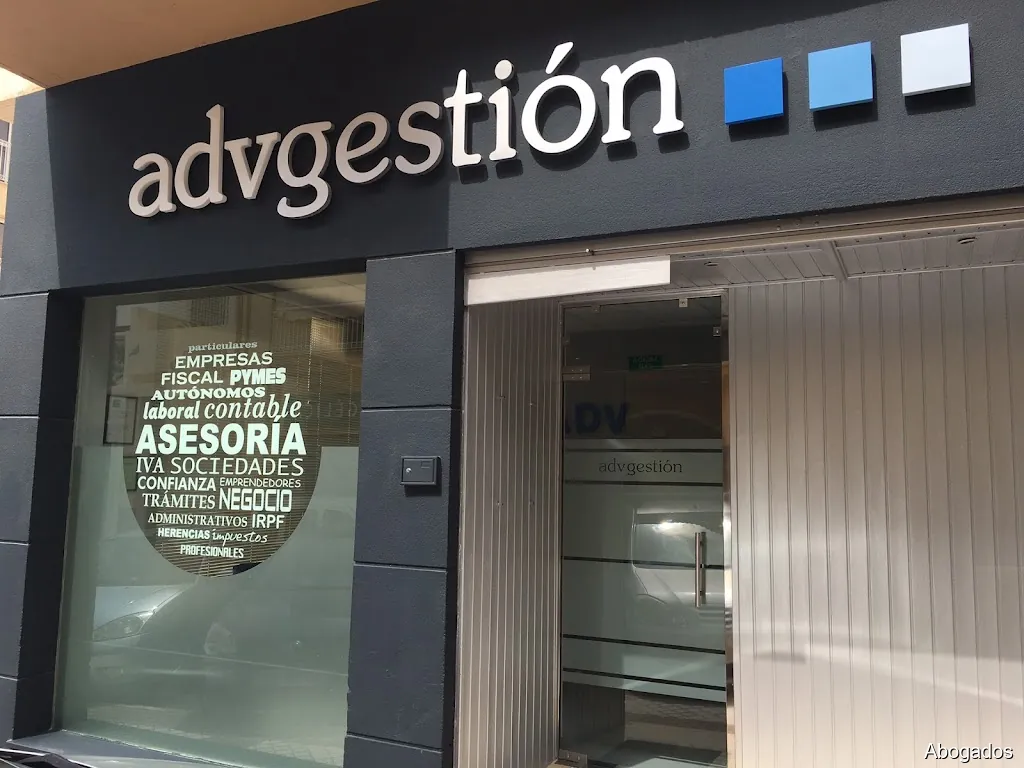 advgestión
particulares
EMPRESAS
FISCAL PYMES
AUTÓNOMOS
laboral contable
ASESORÍA
IVA SOCIEDADES
CONFIANZA EMPRENDEDORES
TRÁMITES NEGOCIO
ADMINISTRATIVOS IRPF
HERENCIAS impuestos
PROFESIONALES
ADV
advgestión
Abogados